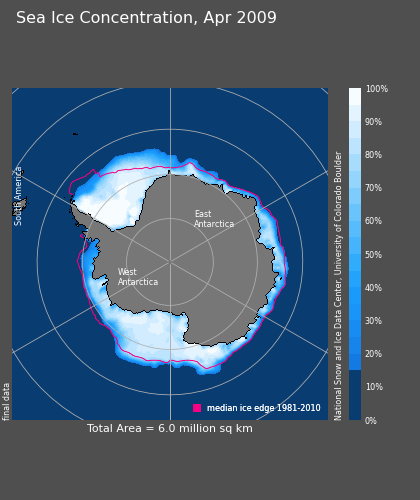 Sea Ice Concentration, Apr 2009
South America
East
Antarctica
West
Antarctica
final data
median ice edge 1981-2010
Total Area = 6.0 million sq km
100%
90%
80%
70%
60%
50%
40%
30%
20%
10%
0%
National Snow and Ice Data Center, University of Colorado Boulder